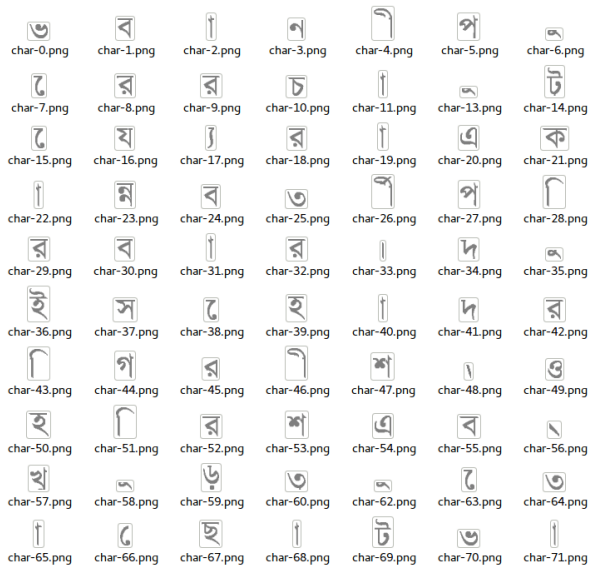 ভ ব া ণ ী প ু
char-0.png char-1.png char-2.png char-3.png char-4.png char-5.png char-6.png
ে র র চ া ু ট
char-7.png char-8.png char-9.png char-10.png char-11.png char-13.png char-14.png
ে য র া এ ক
char-15.png char-16.png char-17.png char-18.png char-19.png char-20.png char-21.png
া ন্ন ব ত ী প ি
char-22.png char-23.png char-24.png char-25.png char-26.png char-27.png char-28.png
র ব া র । দ ু
char-29.png char-30.png char-31.png char-32.png char-33.png char-34.png char-35.png
ই স ে হ া দ র
char-36.png char-37.png char-38.png char-39.png char-40.png char-41.png char-42.png
ি গ র ী শ ও
char-43.png char-44.png char-45.png char-46.png char-47.png char-48.png char-49.png
হ ি র শ এ ব ্
char-50.png char-51.png char-52.png char-53.png char-54.png char-55.png char-56.png
খ ু ড় ত ু ে ত
char-57.png char-58.png char-59.png char-60.png char-62.png char-63.png char-64.png
া ে ছ া ট ভ া
char-65.png char-66.png char-67.png char-68.png char-69.png char-70.png char-71.png